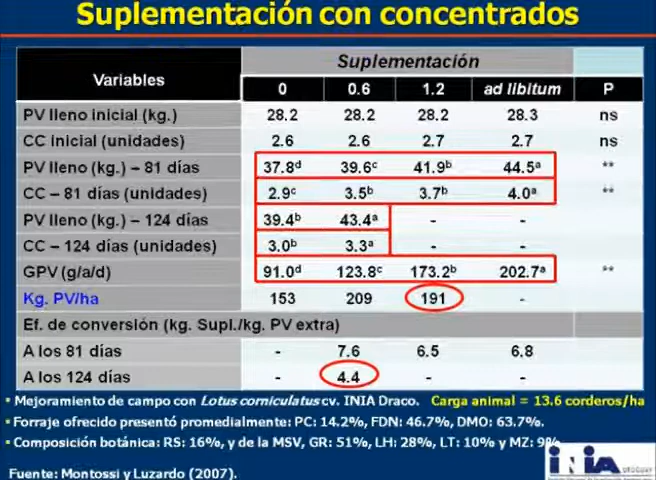 Suplementación con concentrados
Suplementación
Variables 0 0.6 1.2 ad libitum P
PV lleno inicial (kg.) 28.2 28.2 28.2 28.3 ns
CC inicial (unidades) 2.6 2.6 2.7 2.7 ns
PV lleno (kg.) – 81 días 37.8d 39.6c 41.9b 44.5a **
CC – 81 días (unidades) 2.9c 3.5b 3.7b 4.0a **
PV lleno (kg.) – 124 días 39.4b 43.4a - -
CC – 124 días (unidades) 3.0b 3.3a - -
GPV (g/a/d) 91.0d 123.8c 173.2b 202.7a **
Kg. PV/ha 153 209 191 -
Ef. de conversión (kg. Supl./kg. PV extra)
A los 81 días - 7.6 6.5 6.8
A los 124 días - 4.4 - -
• Mejoramiento de campo con Lotus corniculatus cv. INIA Draco. Carga animal = 13.6 corderos/ha
• Forraje ofrecido presentó promedialmente: PC: 14.2%, FDN: 46.7%, DMO: 63.7%.
• Composición botánica: RS: 16%, y de la MSV, GR: 51%, LH: 28%, LT: 10% y MZ: 9%.
Fuente: Montossi y Luzardo (2007).
INIA
URUGUAY